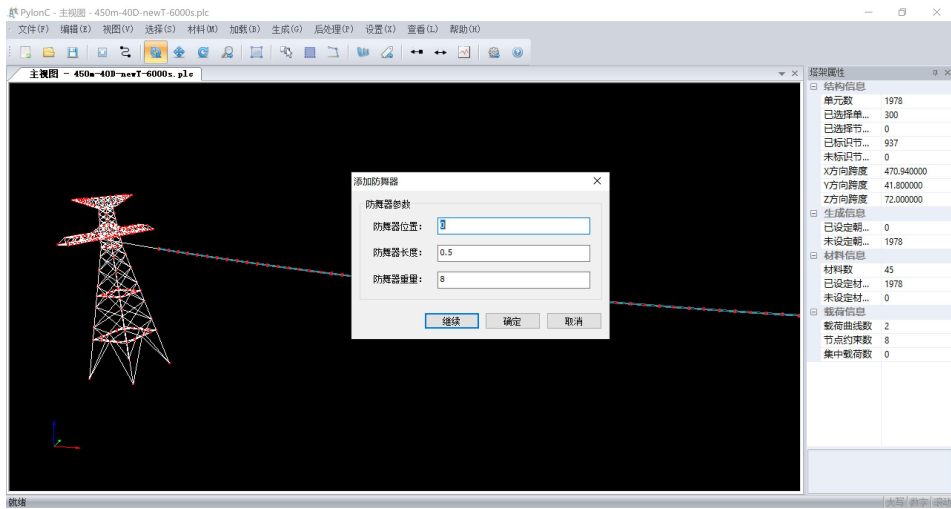 PylonC - 主视图 - 450m-40D-newT-6000s.plc
文件(F) 编辑(E) 视图(V) 选择(S) 材料(M) 加载(B) 生成(G) 后处理(P) 设置(X) 查看(L) 帮助(H)
主视图 - 450m-40D-newT-6000s.plc
塔架属性
结构信息
单元数 1978
已选择单... 300
已选择节... 0
已标识节... 937
未标识节... 0
X方向跨度 470.940000
Y方向跨度 41.800000
Z方向跨度 72.000000
生成信息
已设定朝... 0
未设定朝... 1978
材料信息
材料数 45
已设定材... 1978
未设定材... 0
载荷信息
载荷曲线数 2
节点约束数 8
集中载荷数 0
添加防舞器
防舞器参数
防舞器位置: 0
防舞器长度: 0.5
防舞器重量: 8
继续 确定 取消
就绪
大写 数字 滚动